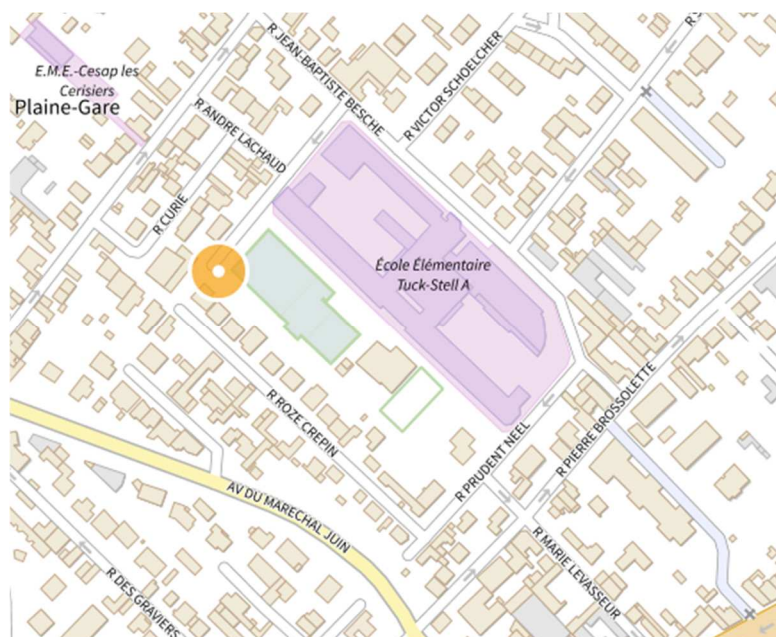 R JEAN-BAPTISTE BESCHE
R VICTOR SCHOELCHER
E.M.E.-Cesap les
Cerisiers
Plaine-Gare
R ANDRE LACHAUD
R CURIE
École Élémentaire
Tuck-Stell A
R ROZE CREPIN
R PRUDENT NEEL
R PIERRE BROSSOLETTE
AV DU MARECHAL JUIN
R MARIE LEVASSEUR
R DES GRAVIERS